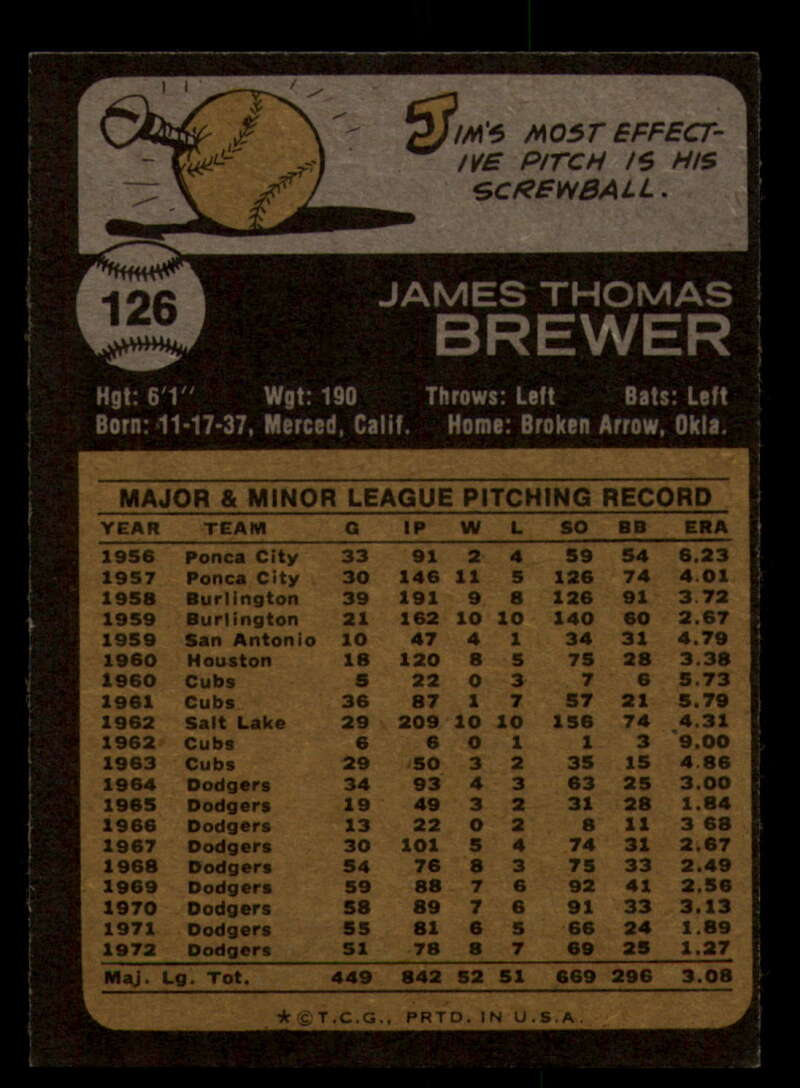 JIM'S MOST EFFECT-
IVE PITCH IS HIS
SCREWBALL.
126
JAMES THOMAS
BREWER
Hgt: 6'1" Wgt: 190 Throws: Left Bats: Left
Born: 11-17-37, Merced, Calif. Home: Broken Arrow, Okla.
MAJOR & MINOR LEAGUE PITCHING RECORD
YEAR TEAM G IP W L SO BB ERA
1956 Ponca City 33 91 2 4 59 54 6.23
1957 Ponca City 30 146 11 5 126 74 4.01
1958 Burlington 39 191 9 8 126 91 3.72
1959 Burlington 21 162 10 10 140 60 2.67
1959 San Antonio 10 47 4 1 34 31 4.79
1960 Houston 18 120 8 5 75 28 3.38
1960 Cubs 5 22 0 3 7 6 5.73
1961 Cubs 36 87 1 7 57 21 5.79
1962 Salt Lake 29 209 10 10 156 74 4.31
1962 Cubs 6 6 0 1 1 3 9.00
1963 Cubs 29 50 3 2 35 15 4.86
1964 Dodgers 34 93 4 3 63 25 3.00
1965 Dodgers 19 49 3 2 31 28 1.84
1966 Dodgers 13 22 0 2 8 11 3 68
1967 Dodgers 30 101 5 4 74 31 2.67
1968 Dodgers 54 76 8 3 75 33 2.49
1969 Dodgers 59 88 7 6 92 41 2.56
1970 Dodgers 58 89 7 6 91 33 3.13
1971 Dodgers 55 81 6 5 66 24 1.89
1972 Dodgers 51 78 8 7 69 25 1.27
Maj. Lg. Tot. 449 842 52 51 669 296 3.08
★ © T.C.G., PRTD. IN U.S.A.